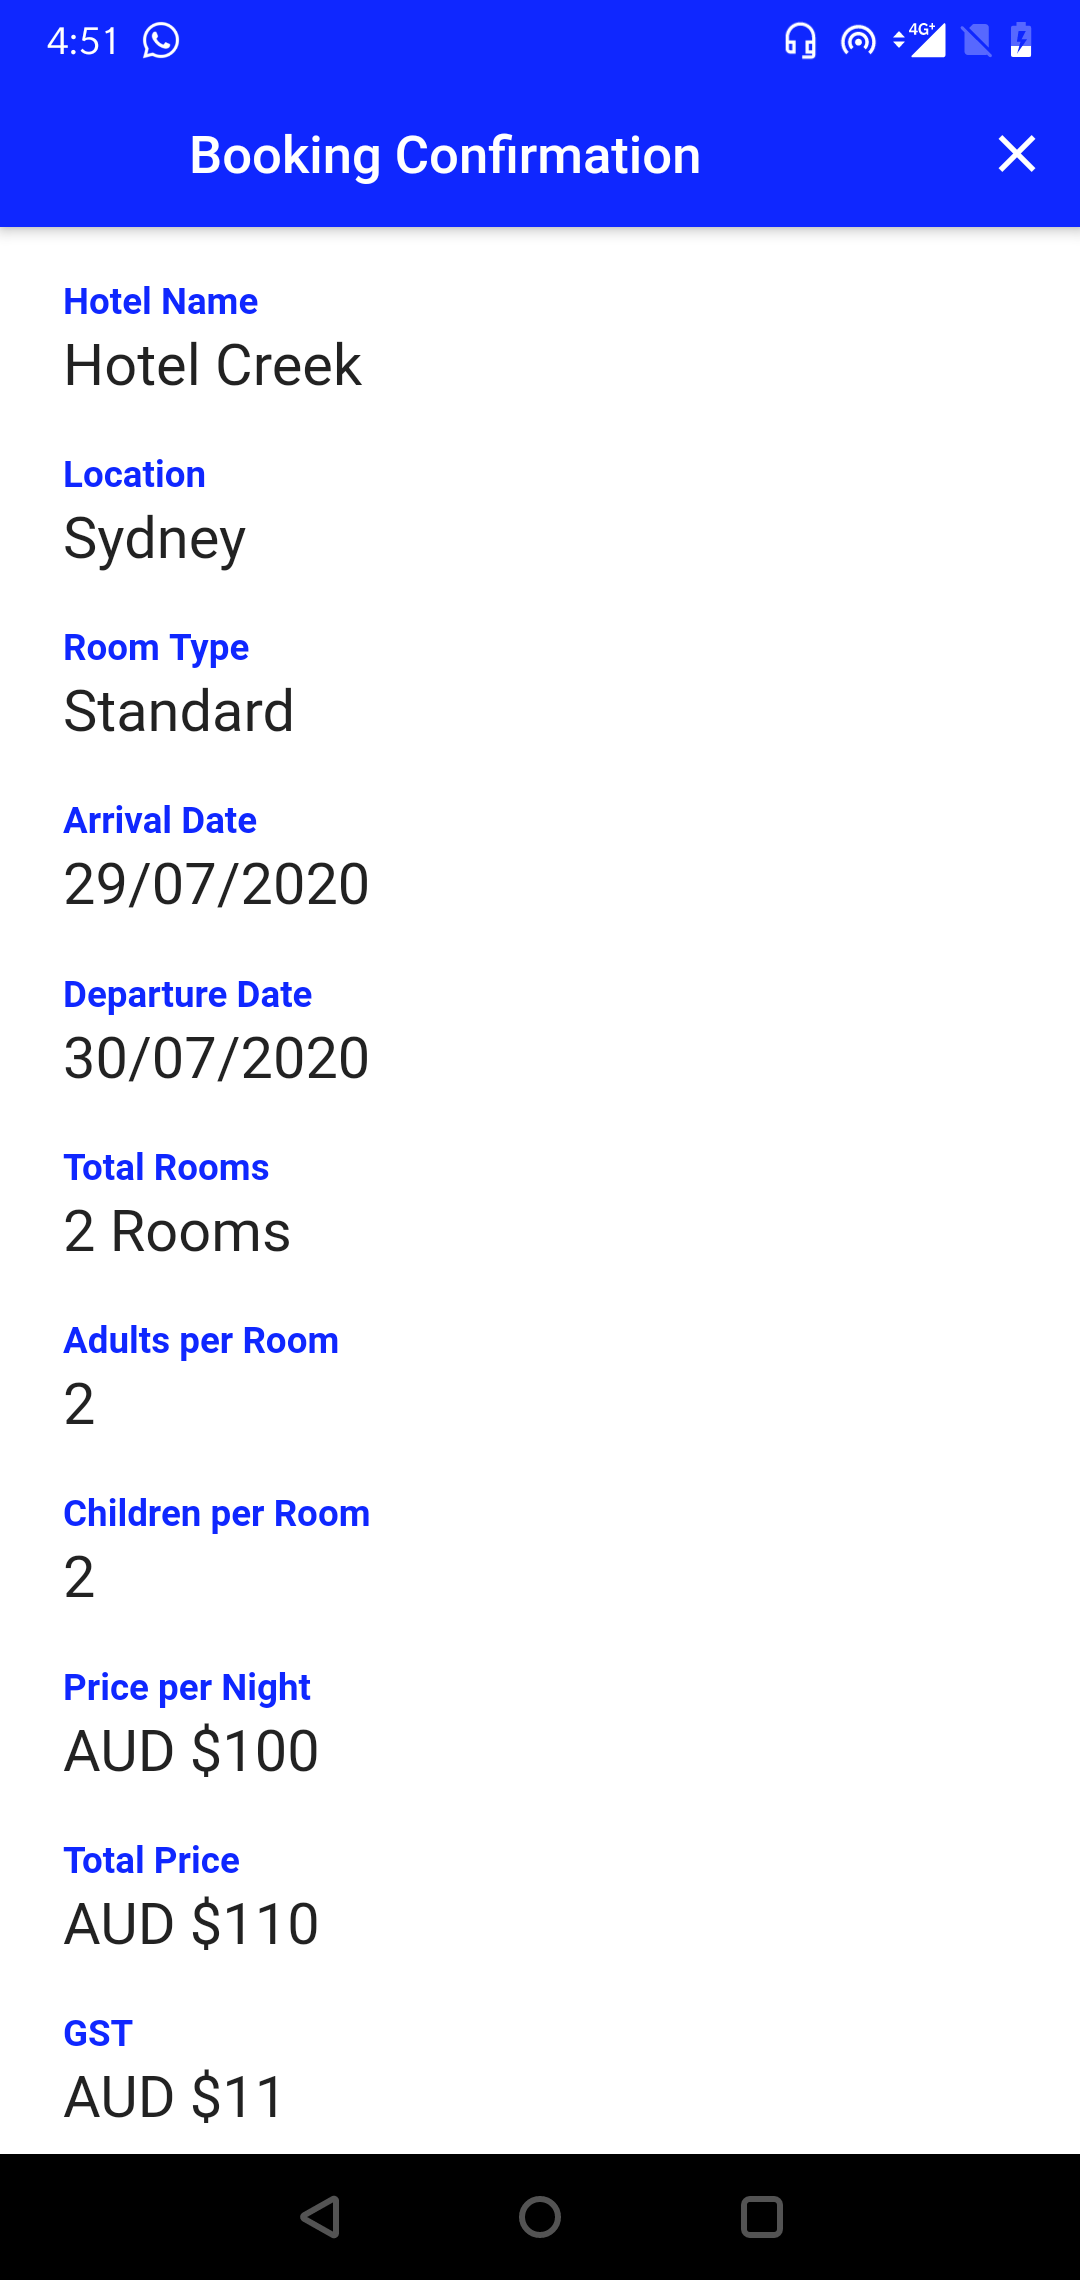 4:51
4G+
Booking Confirmation
Hotel Name
Hotel Creek
Location
Sydney
Room Type
Standard
Arrival Date
29/07/2020
Departure Date
30/07/2020
Total Rooms
2 Rooms
Adults per Room
2
Children per Room
2
Price per Night
AUD $100
Total Price
AUD $110
GST
AUD $11